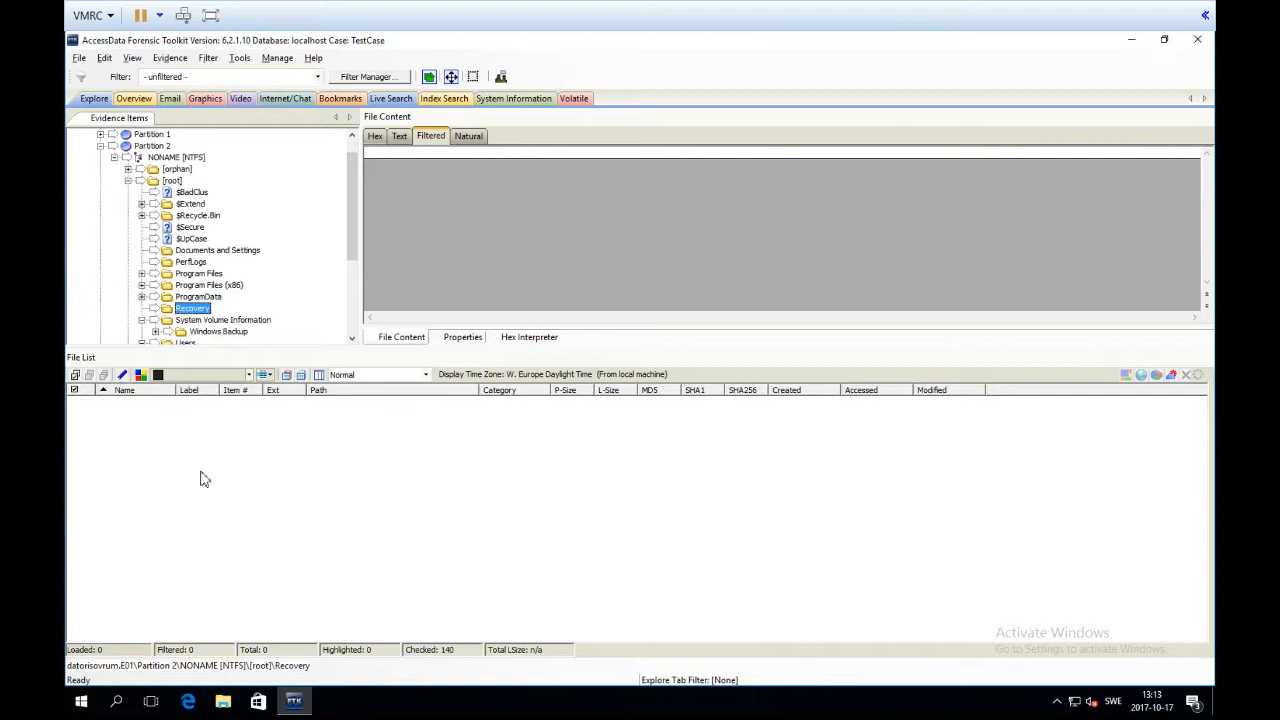 VMRC
AccessData Forensic Toolkit Version: 6.2.1.10 Database: localhost Case: TestCase
File Edit View Evidence Filter Tools Manage Help
Filter: - unfiltered - Filter Manager...
Explore Overview Email Graphics Video Internet/Chat Bookmarks Live Search Index Search System Information Volatile
Evidence Items
Partition 1
Partition 2
NONAME [NTFS]
[orphan]
[root]
$BadClus
$Extend
$Recycle.Bin
$Secure
$UpCase
Documents and Settings
PerfLogs
Program Files
Program Files (x86)
ProgramData
Recovery
System Volume Information
Windows Backup
Users
File Content
Hex Text Filtered Natural
File Content Properties Hex Interpreter
File List
Normal Display Time Zone: W. Europe Daylight Time (From local machine)
Name Label Item # Ext Path Category P-Size L-Size MD5 SHA1 SHA256 Created Accessed Modified
Activate Windows
Go to Settings to activate Windows.
Loaded: 0 Filtered: 0 Total: 0 Highlighted: 0 Checked: 140 Total LSize: n/a
datorisovrum.E01\Partition 2\NONAME [NTFS]\[root]\Recovery
Ready Explore Tab Filter: [None]
FTK SWE 13:13
2017-10-17 3